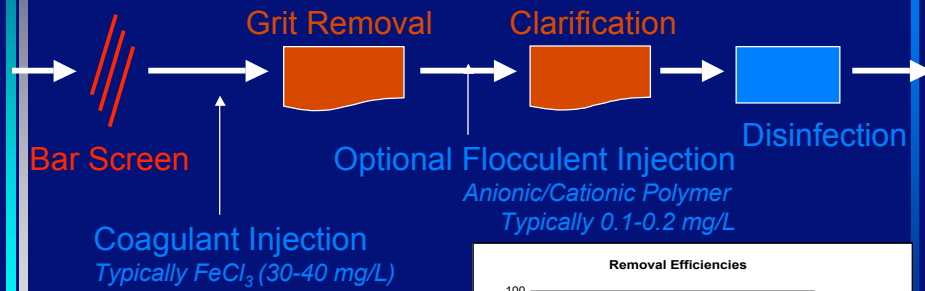 Grit Removal
Clarification
Bar Screen
Optional Flocculent Injection
Anionic/Cationic Polymer
Typically 0.1-0.2 mg/L
Disinfection
Coagulant Injection
Typically FeCl₃ (30-40 mg/L)
Removal Efficiencies
100